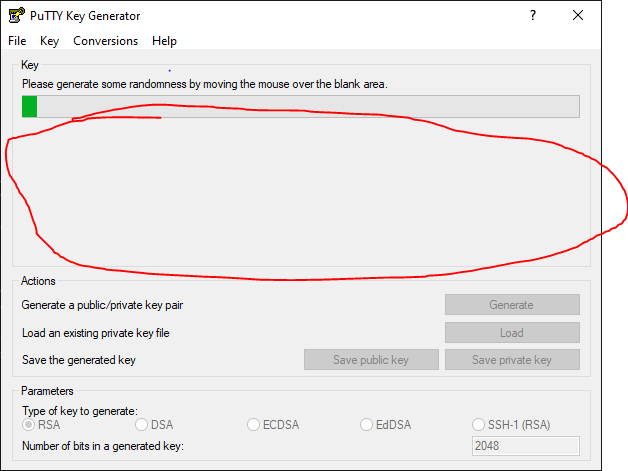 PuTTY Key Generator ?
File Key Conversions Help
Key
Please generate some randomness by moving the mouse over the blank area.
Actions
Generate a public/private key pair Generate
Load an existing private key file Load
Save the generated key Save public key Save private key
Parameters
Type of key to generate:
RSA DSA ECDSA EdDSA SSH-1 (RSA)
Number of bits in a generated key: 2048